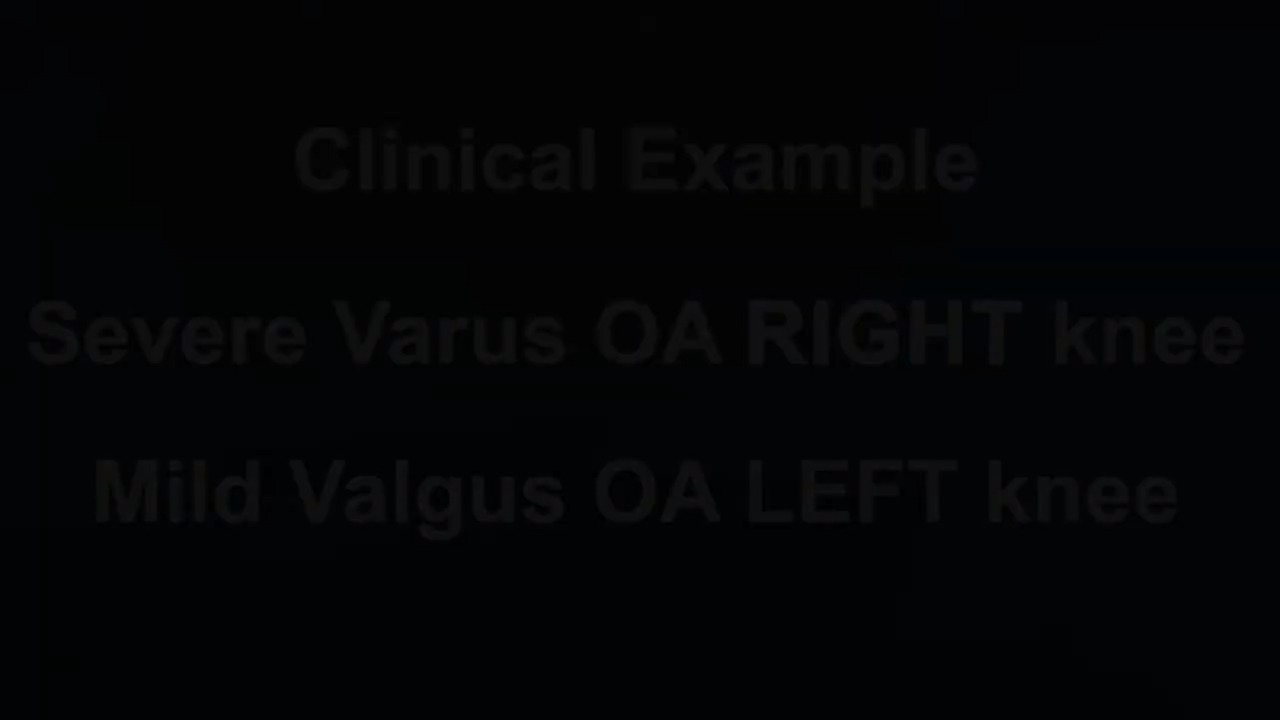 Clinical Example
Severe Varus OA RIGHT knee
Mild Valgus OA LEFT knee